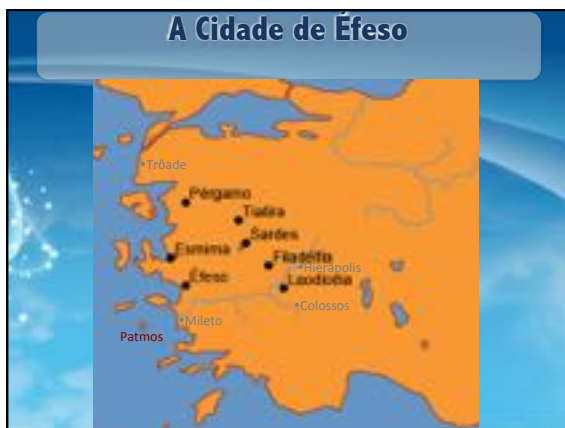 A Cidade de Éfeso
Trôade
Pérgamo
Tiatira
Sardes
Esmirna
Filadélfia
Hierápolis
Éfeso
Laodicéia
Colossos
Mileto
Patmos